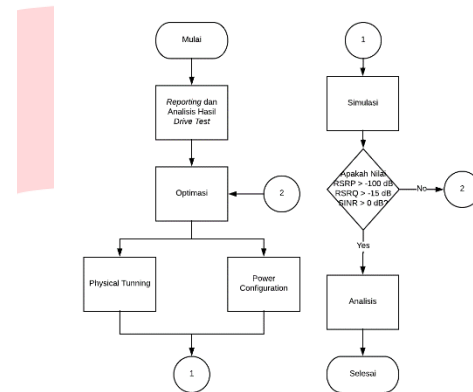 Mulai
Reporting dan
Analisis Hasil
Drive Test
Optimasi
2
Physical Tunning
Power
Configuration
1
1
Simulasi
Apakah Nilai
RSRP > -100 dB
RSRQ > -15 dB
SINR > 0 dB?
No
2
Yes
Analisis
Selesai